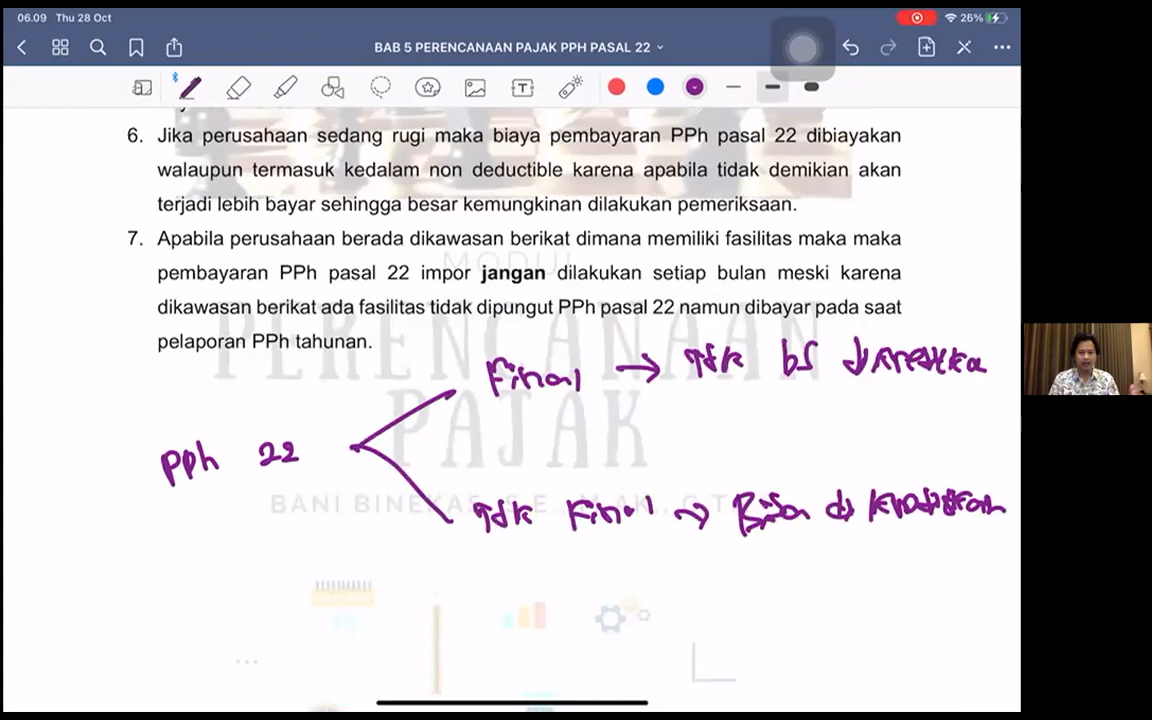 06.09 Thu 28 Oct
26%
BAB 5 PERENCANAAN PAJAK PPH PASAL 22
6. Jika perusahaan sedang rugi maka biaya pembayaran PPh pasal 22 dibiayakan
walaupun termasuk kedalam non deductible karena apabila tidak demikian akan
terjadi lebih bayar sehingga besar kemungkinan dilakukan pemeriksaan.
7. Apabila perusahaan berada dikawasan berikat dimana memiliki fasilitas maka maka
MODUL
pembayaran PPh pasal 22 impor jangan dilakukan setiap bulan meski karena
dikawasan berikat ada fasilitas tidak dipungut PPh pasal 22 namun dibayar pada saat
PERENCANAAN
pelaporan PPh tahunan.
Final → Tdk bs
PAJAK
PPh 22
BANI BINEKAS, S.E., M.AK., C.T.
Tdk Final → Bisa di